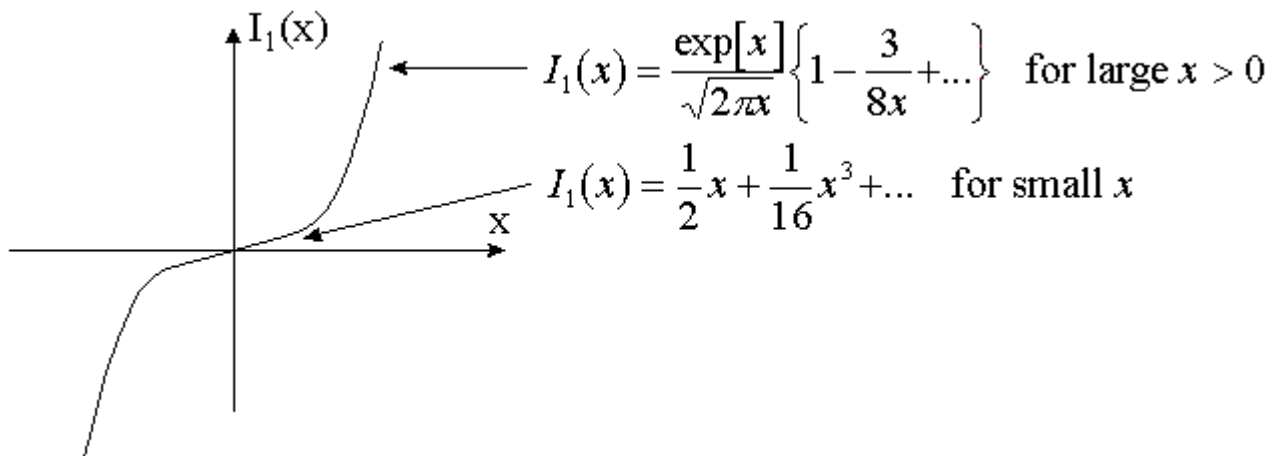 I₁(x)
I₁(x) = exp[x]/√(2πx) {1 − 3/(8x) +...} for large x > 0
I₁(x) = 1/2 x + 1/16 x³ +... for small x
x